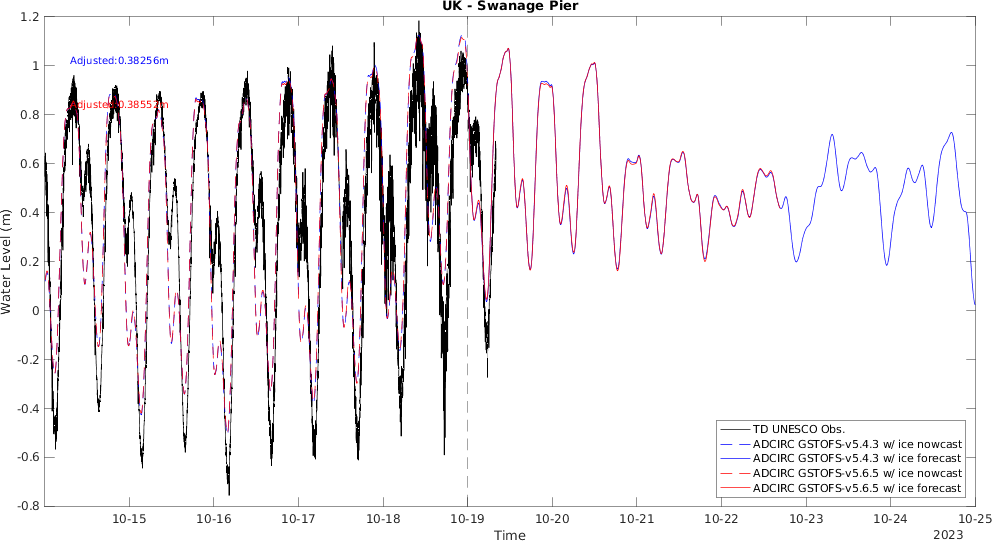 UK - Swanage Pier
Adjusted:0.38256m
Adjusted:0.38552m
Water Level (m)
1.2
1
0.8
0.6
0.4
0.2
0
-0.2
-0.4
-0.6
-0.8
10-15
10-16
10-17
10-18
10-19
10-20
10-21
10-22
10-23
10-24
10-25
Time
2023
TD UNESCO Obs.
ADCIRC GSTOFS-v5.4.3 w/ ice nowcast
ADCIRC GSTOFS-v5.4.3 w/ ice forecast
ADCIRC GSTOFS-v5.6.5 w/ ice nowcast
ADCIRC GSTOFS-v5.6.5 w/ ice forecast